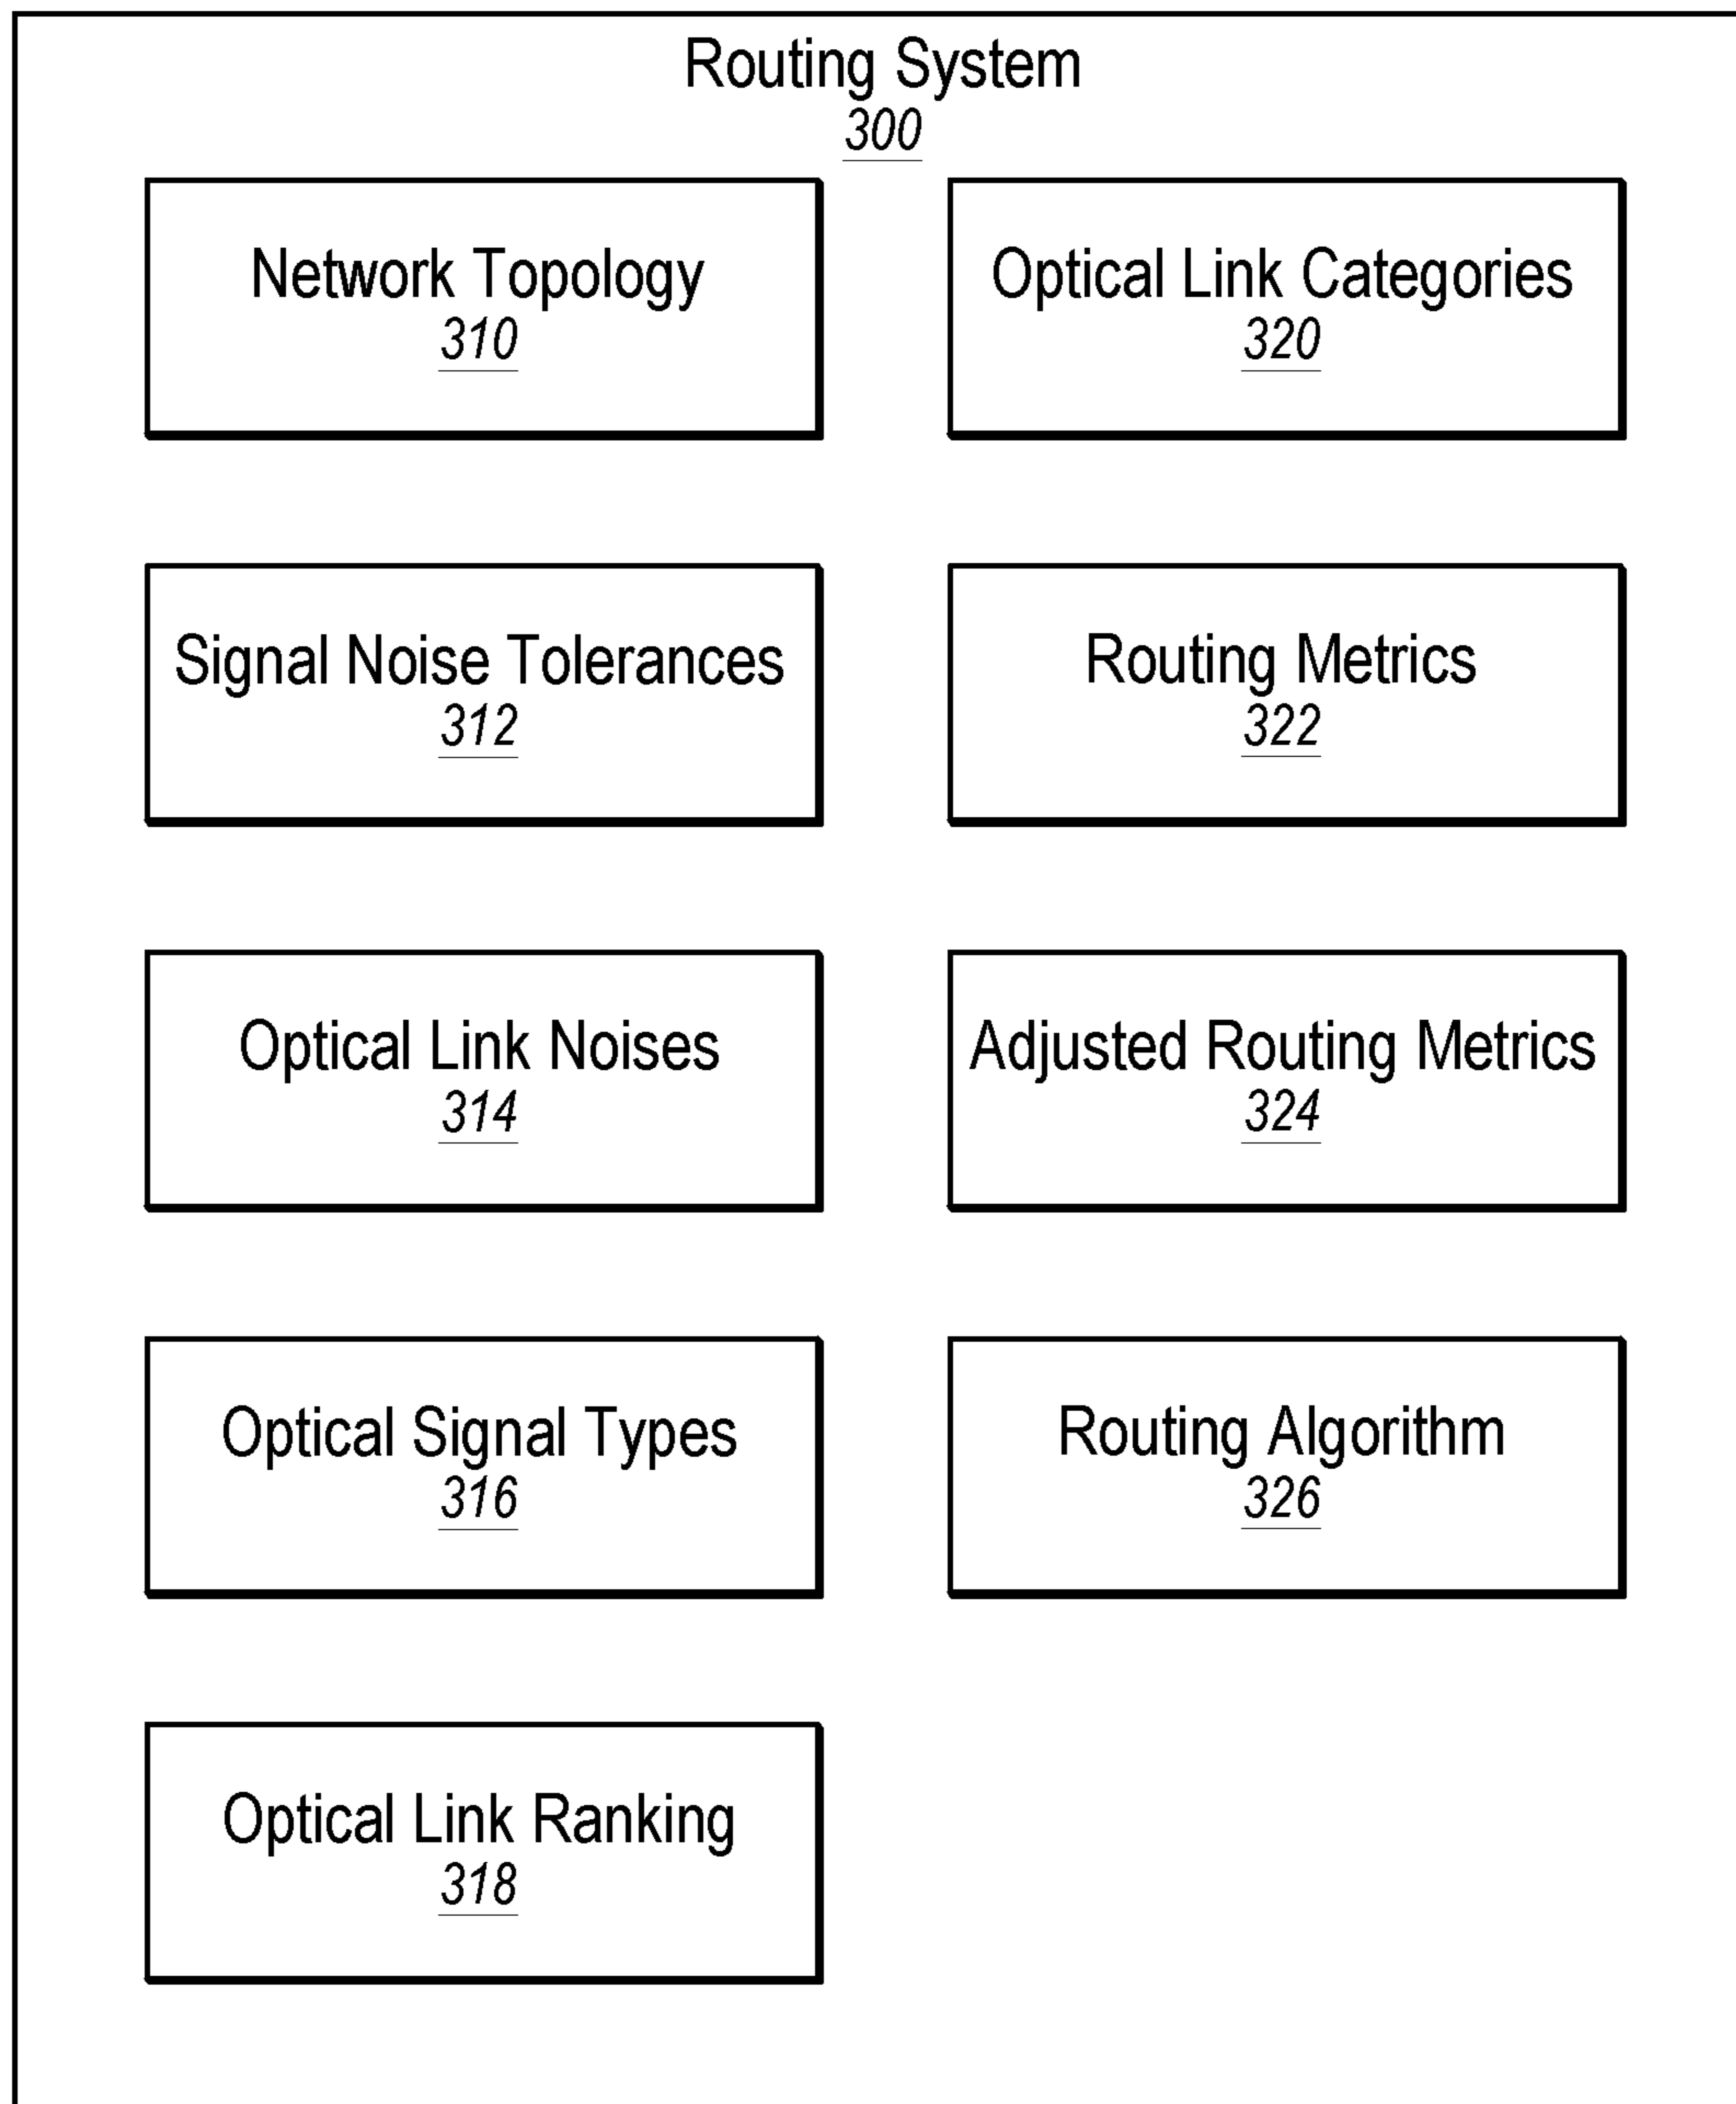 Routing System
300
Network Topology
310
Optical Link Categories
320
Signal Noise Tolerances
312
Routing Metrics
322
Optical Link Noises
314
Adjusted Routing Metrics
324
Optical Signal Types
316
Routing Algorithm
326
Optical Link Ranking
318